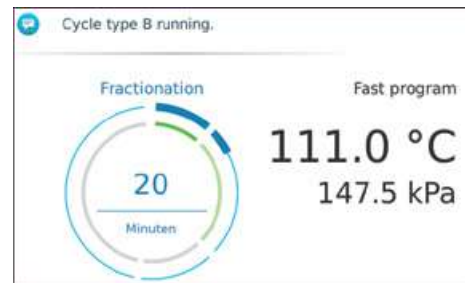 Cycle type B running.
Fractionation
Fast program
20
Minuten
111.0 °C
147.5 kPa